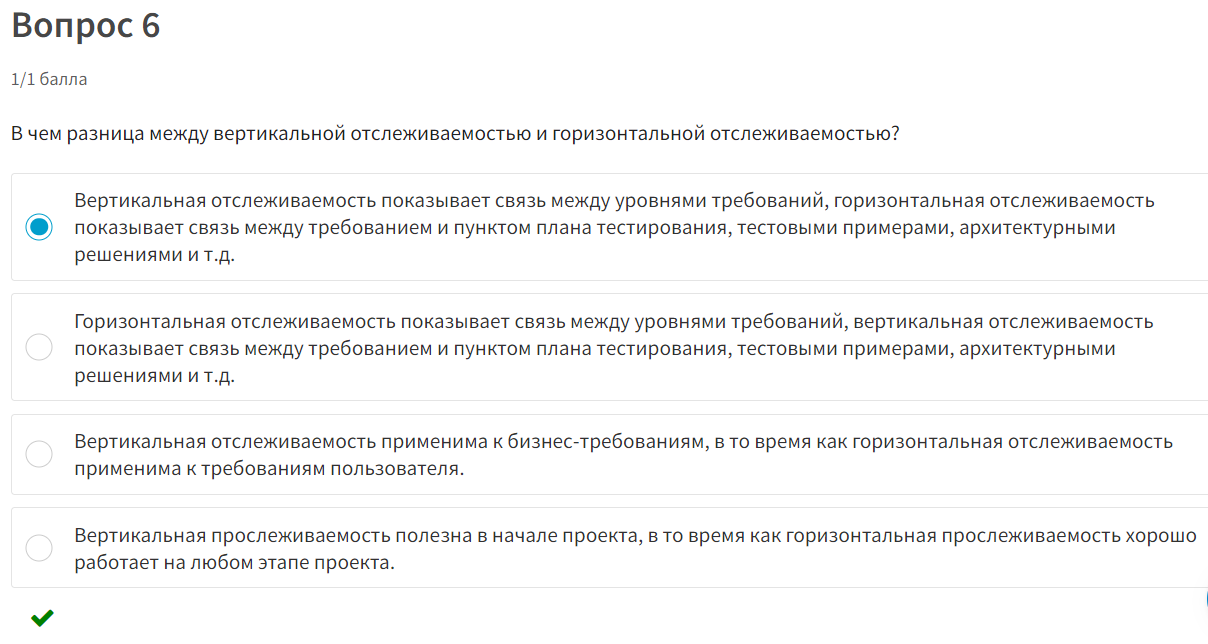 Вопрос 6
1/1 балла
В чем разница между вертикальной отслеживаемостью и горизонтальной отслеживаемостью?
Вертикальная отслеживаемость показывает связь между уровнями требований, горизонтальная отслеживаемость
показывает связь между требованием и пунктом плана тестирования, тестовыми примерами, архитектурными
решениями и т.д.
Горизонтальная отслеживаемость показывает связь между уровнями требований, вертикальная отслеживаемость
показывает связь между требованием и пунктом плана тестирования, тестовыми примерами, архитектурными
решениями и т.д.
Вертикальная отслеживаемость применима к бизнес-требованиям, в то время как горизонтальная отслеживаемость
применима к требованиям пользователя.
Вертикальная прослеживаемость полезна в начале проекта, в то время как горизонтальная прослеживаемость хорошо
работает на любом этапе проекта.